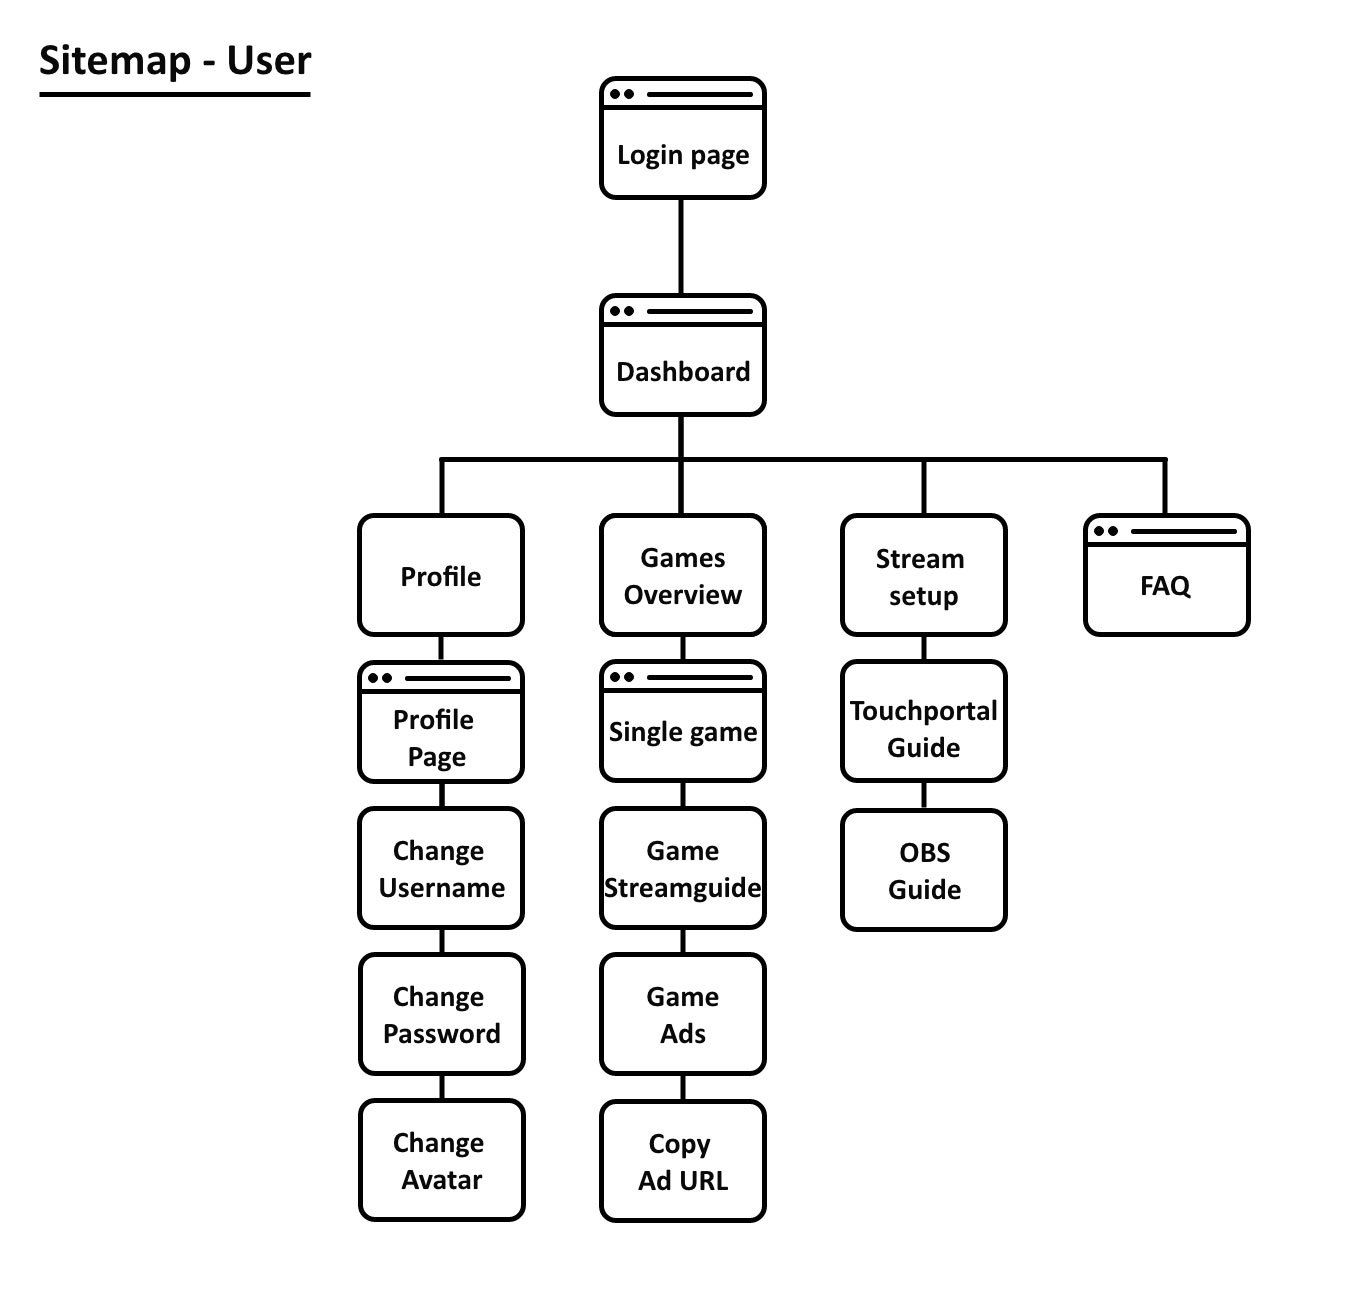 Sitemap - User
Login page
Dashboard
Profile
Games
Overview
Stream
setup
FAQ
Profile
Page
Single game
Touchportal
Guide
Change
Username
Game
Streamguide
OBS
Guide
Change
Password
Game
Ads
Change
Avatar
Copy
Ad URL